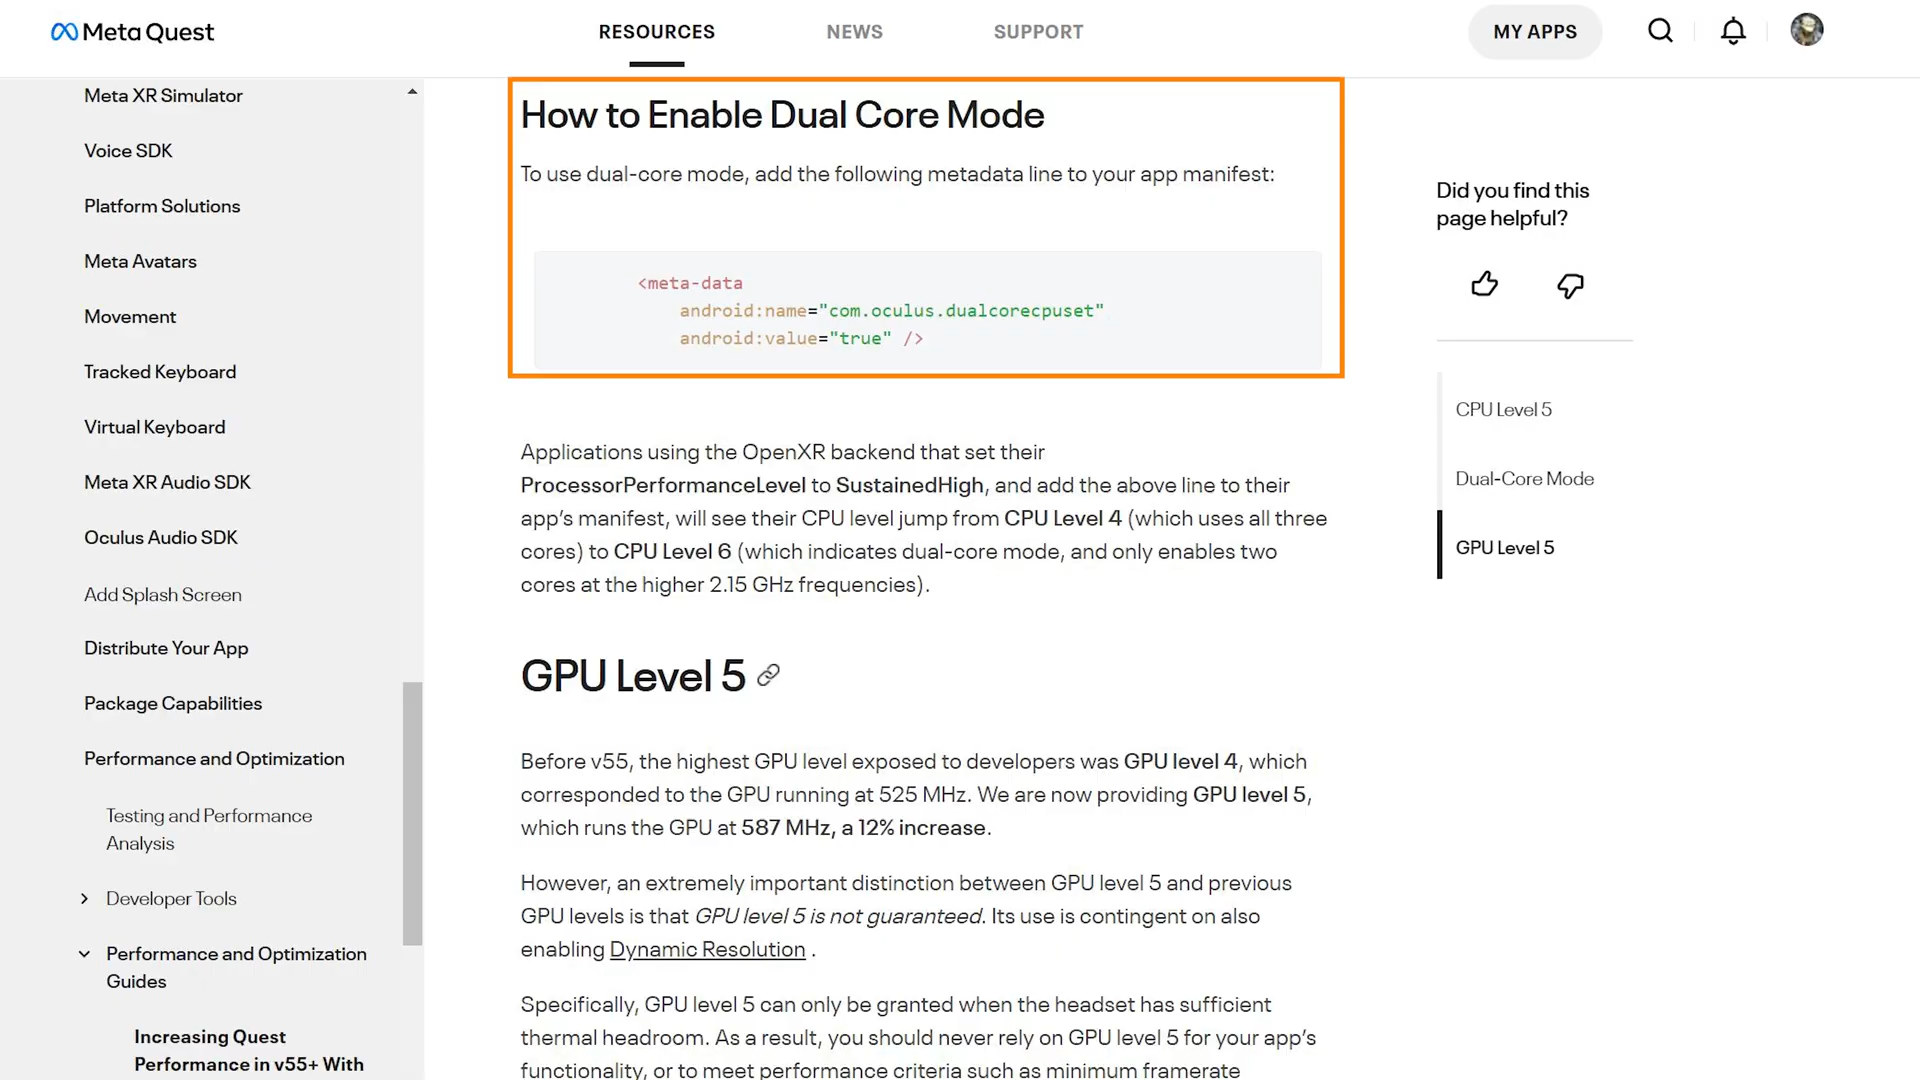 Meta Quest
RESOURCES
NEWS
SUPPORT
MY APPS
Meta XR Simulator
Voice SDK
Platform Solutions
Meta Avatars
Movement
Tracked Keyboard
Virtual Keyboard
Meta XR Audio SDK
Oculus Audio SDK
Add Splash Screen
Distribute Your App
Package Capabilities
Performance and Optimization
Testing and Performance
Analysis
Developer Tools
Performance and Optimization
Guides
Increasing Quest
Performance in v55+ With
How to Enable Dual Core Mode
To use dual-core mode, add the following metadata line to your app manifest:
<meta-data
android:name="com.oculus.dualcorecpuset"
android:value="true" />
Applications using the OpenXR backend that set their
ProcessorPerformanceLevel to SustainedHigh, and add the above line to their
app’s manifest, will see their CPU level jump from CPU Level 4 (which uses all three
cores) to CPU Level 6 (which indicates dual-core mode, and only enables two
cores at the higher 2.15 GHz frequencies).
GPU Level 5
Before v55, the highest GPU level exposed to developers was GPU level 4, which
corresponded to the GPU running at 525 MHz. We are now providing GPU level 5,
which runs the GPU at 587 MHz, a 12% increase.
However, an extremely important distinction between GPU level 5 and previous
GPU levels is that GPU level 5 is not guaranteed. Its use is contingent on also
enabling Dynamic Resolution .
Specifically, GPU level 5 can only be granted when the headset has sufficient
thermal headroom. As a result, you should never rely on GPU level 5 for your app’s
functionality, or to meet performance criteria such as minimum framerate
Did you find this
page helpful?
CPU Level 5
Dual-Core Mode
GPU Level 5